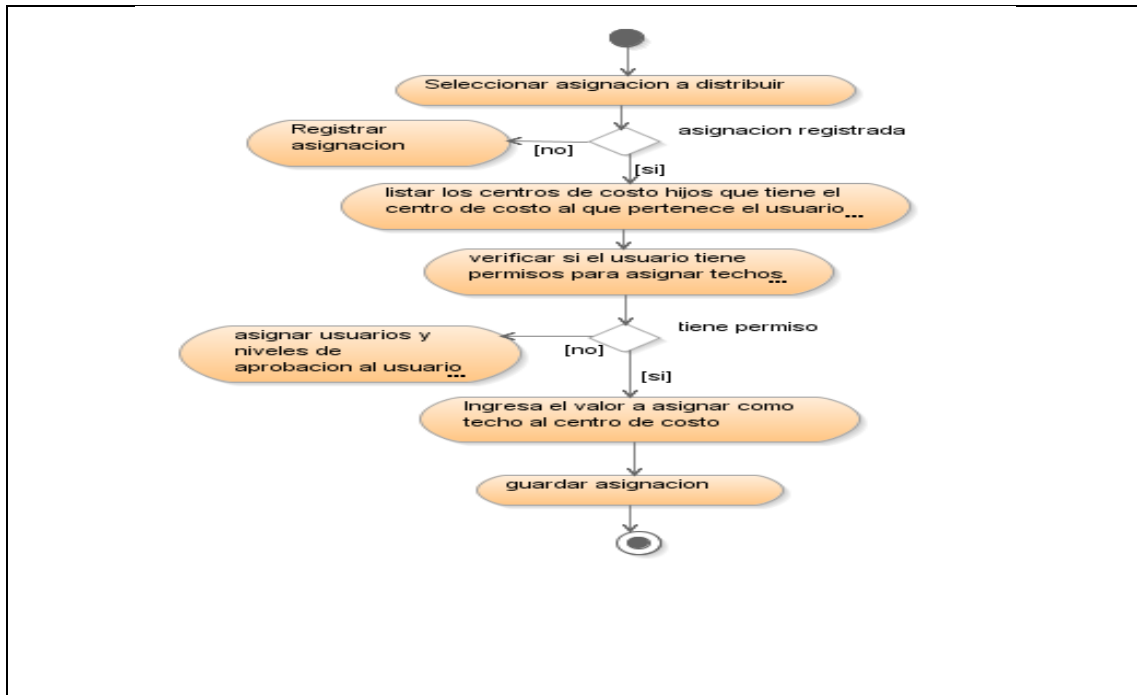 Seleccionar asignacion a distribuir
asignacion registrada
Registrar
asignacion
[no]
[si]
listar los centros de costo hijos que tiene el
centro de costo al que pertenece el usuario...
verificar si el usuario tiene
permisos para asignar techos...
tiene permiso
asignar usuarios y
niveles de
aprobacion al usuario...
[no]
[si]
Ingresa el valor a asignar como
techo al centro de costo
guardar asignacion